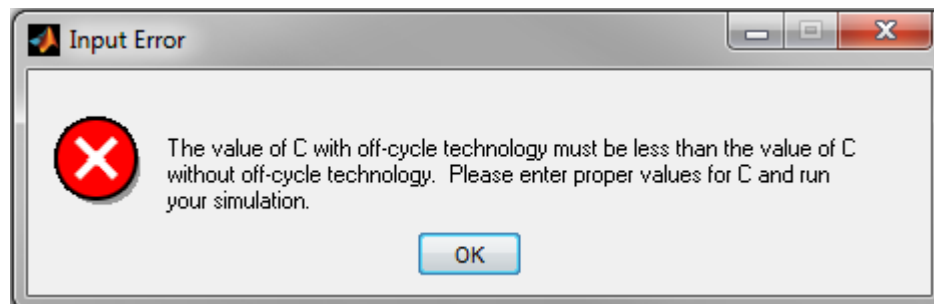 Input Error
The value of C with off-cycle technology must be less than the value of C
without off-cycle technology.  Please enter proper values for C and run
your simulation.
OK